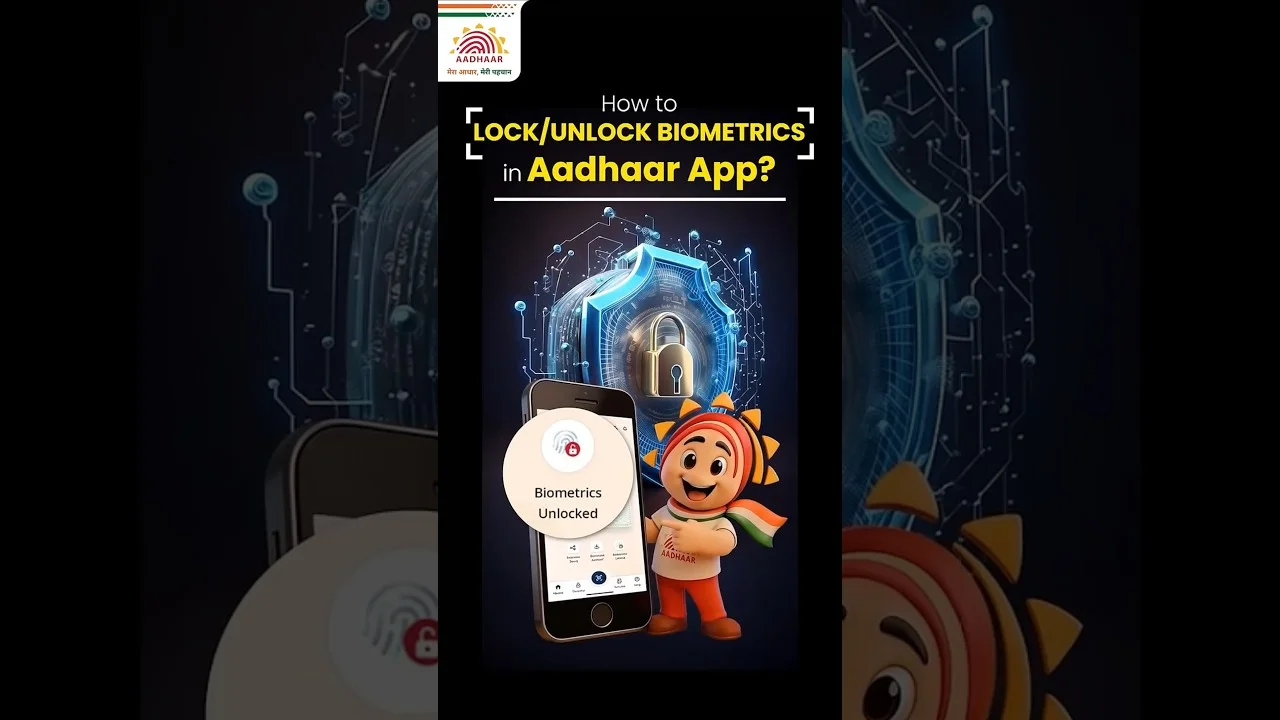 AADHAAR
मेरा आधार, मेरी पहचान
How to
LOCK/UNLOCK BIOMETRICS
in Aadhaar App?
Biometrics
Unlocked
AADHAAR